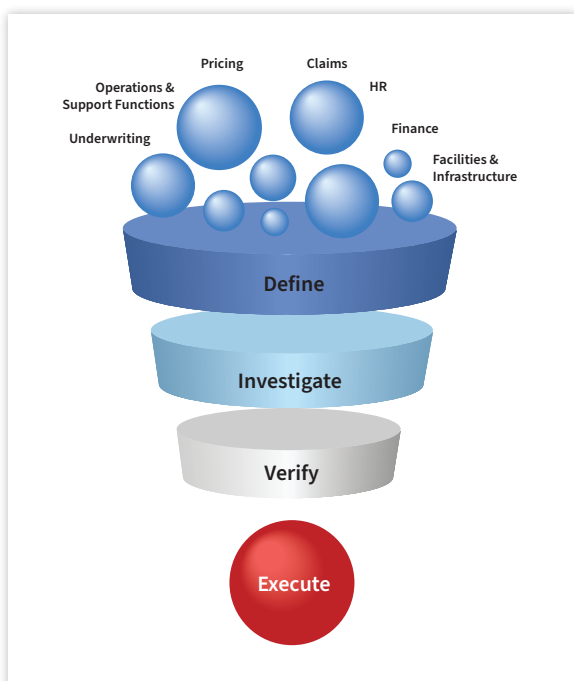 Pricing
Claims
Operations &
Support Functions
HR
Underwriting
Finance
Facilities &
Infrastructure
Define
Investigate
Verify
Execute